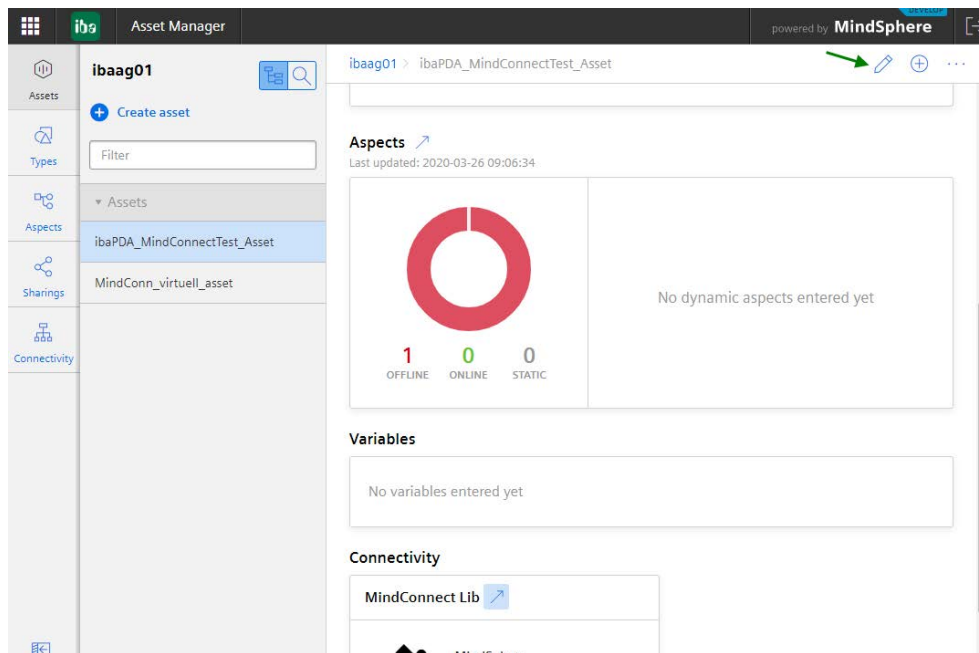 iba
Asset Manager
DEVELOP
powered by MindSphere
Assets
Types
Aspects
Sharings
Connectivity
ibaag01
Create asset
Filter
Assets
ibaPDA_MindConnectTest_Asset
MindConn_virtuell_asset
ibaag01 > ibaPDA_MindConnectTest_Asset
Aspects
Last updated: 2020-03-26 09:06:34
1 0 0
OFFLINE ONLINE STATIC
No dynamic aspects entered yet
Variables
No variables entered yet
Connectivity
MindConnect Lib